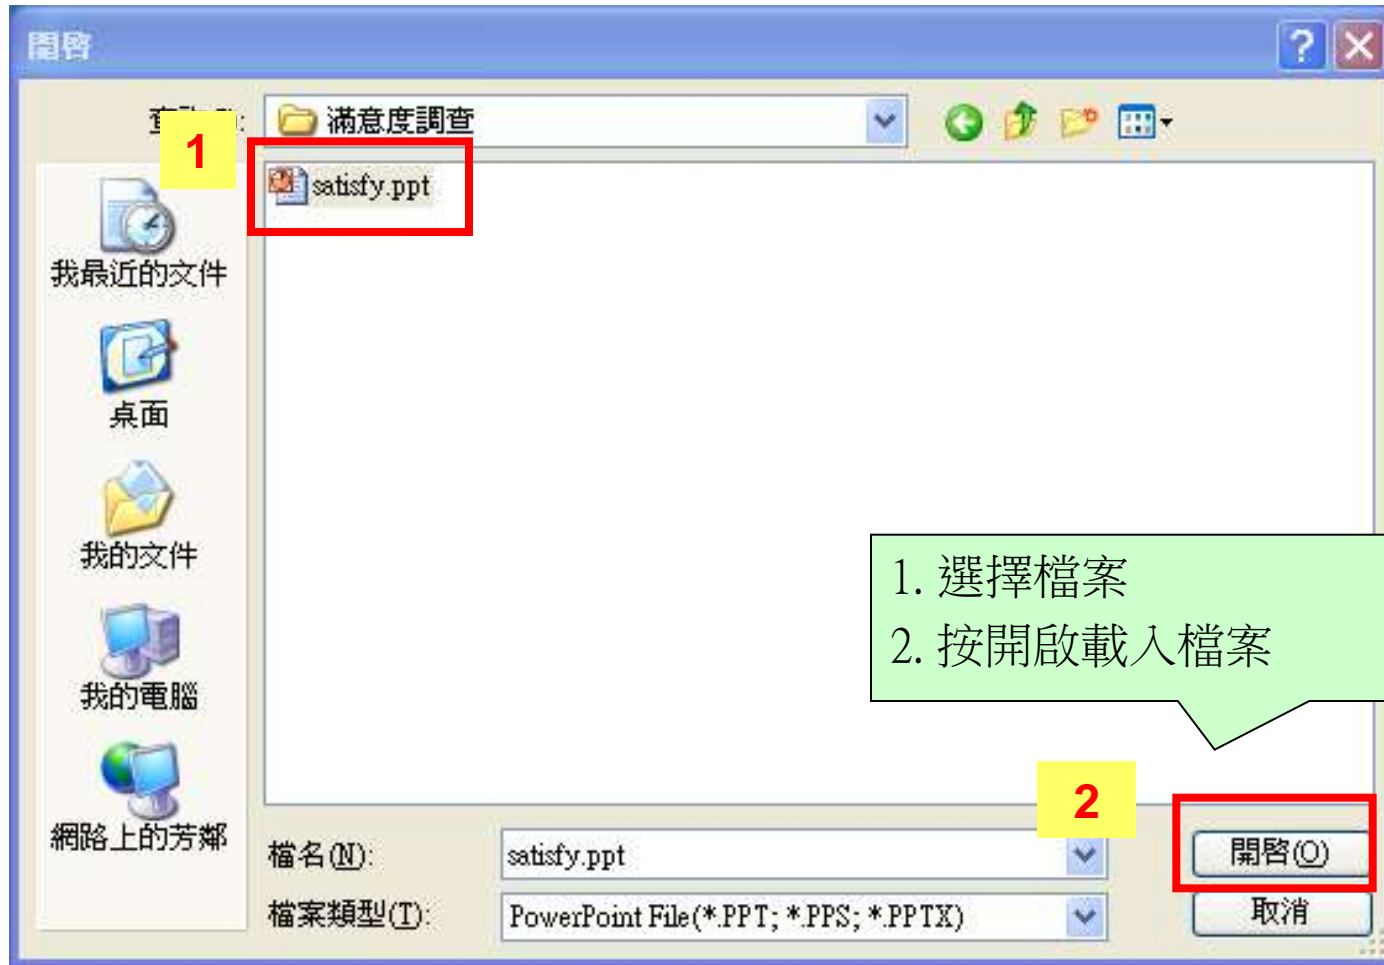 開啓
滿意度調查
1
satisfy.ppt
我最近的文件
桌面
我的文件
我的電腦
網路上的芳鄰
1. 選擇檔案
2. 按開啟載入檔案
2
檔名(N):
satisfy.ppt
開啓(O)
檔案類型(T):
PowerPoint File(*.PPT; *.PPS; *.PPTX)
取消